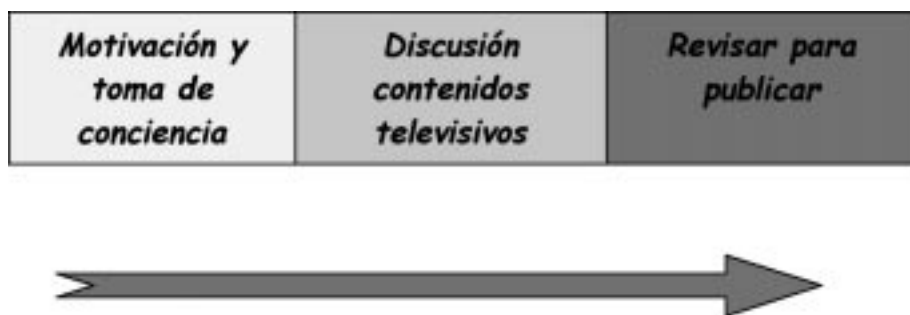 Motivación y
toma de
conciencia
Discusión
contenidos
televisivos
Revisar para
publicar